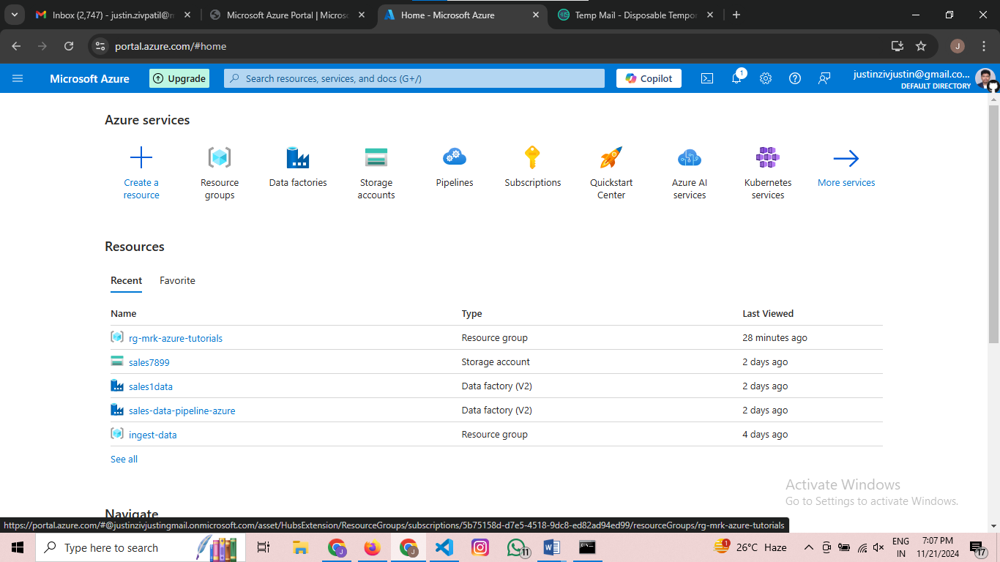 Inbox (2,747) - justin.zivpatil@m
Microsoft Azure Portal | Micros
Home - Microsoft Azure
Temp Mail - Disposable Tempo
portal.azure.com/#home
J
Microsoft Azure
Upgrade
Search resources, services, and docs (G+/)
Copilot
1
justinzivjustin@gmail.co...
DEFAULT DIRECTORY
Azure services
Create a resource
Resource groups
Data factories
Storage accounts
Pipelines
Subscriptions
Quickstart Center
Azure AI services
Kubernetes services
More services
Resources
Recent
Favorite
Name Type Last Viewed
rg-mrk-azure-tutorials Resource group 28 minutes ago
sales7899 Storage account 2 days ago
sales1data Data factory (V2) 2 days ago
sales-data-pipeline-azure Data factory (V2) 2 days ago
ingest-data Resource group 4 days ago
See all
Navigate
Activate Windows
Go to Settings to activate Windows.
https://portal.azure.com/#@justinzivjustingmail.onmicrosoft.com/asset/HubsExtension/ResourceGroups/subscriptions/5b75158d-d7e5-4518-9dc8-ed82ad94ed99/resourceGroups/rg-mrk-azure-tutorials
Type here to search
J
J
11
1
26°C Haze
ENG
IN
7:07 PM
11/21/2024
17